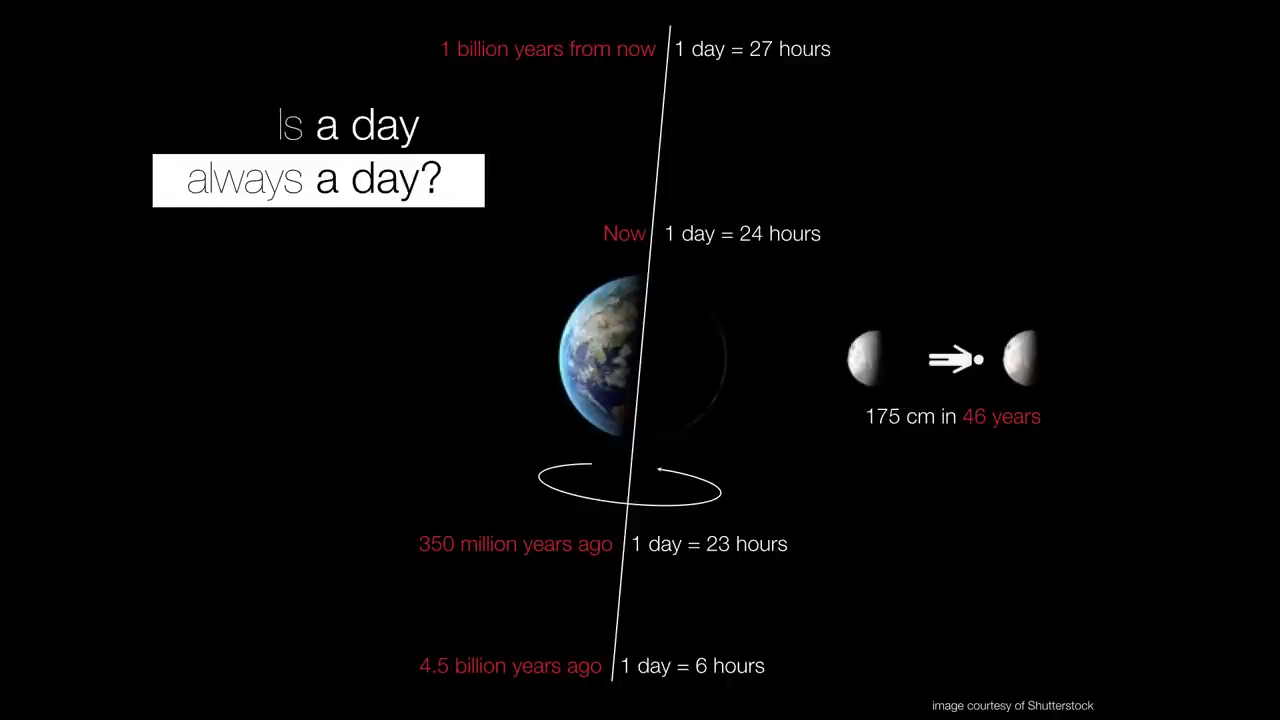 1 billion years from now 1 day = 27 hours
Is a day
always a day?
Now 1 day = 24 hours
175 cm in 46 years
350 million years ago 1 day = 23 hours
4.5 billion years ago 1 day = 6 hours
image courtesy of Shutterstock